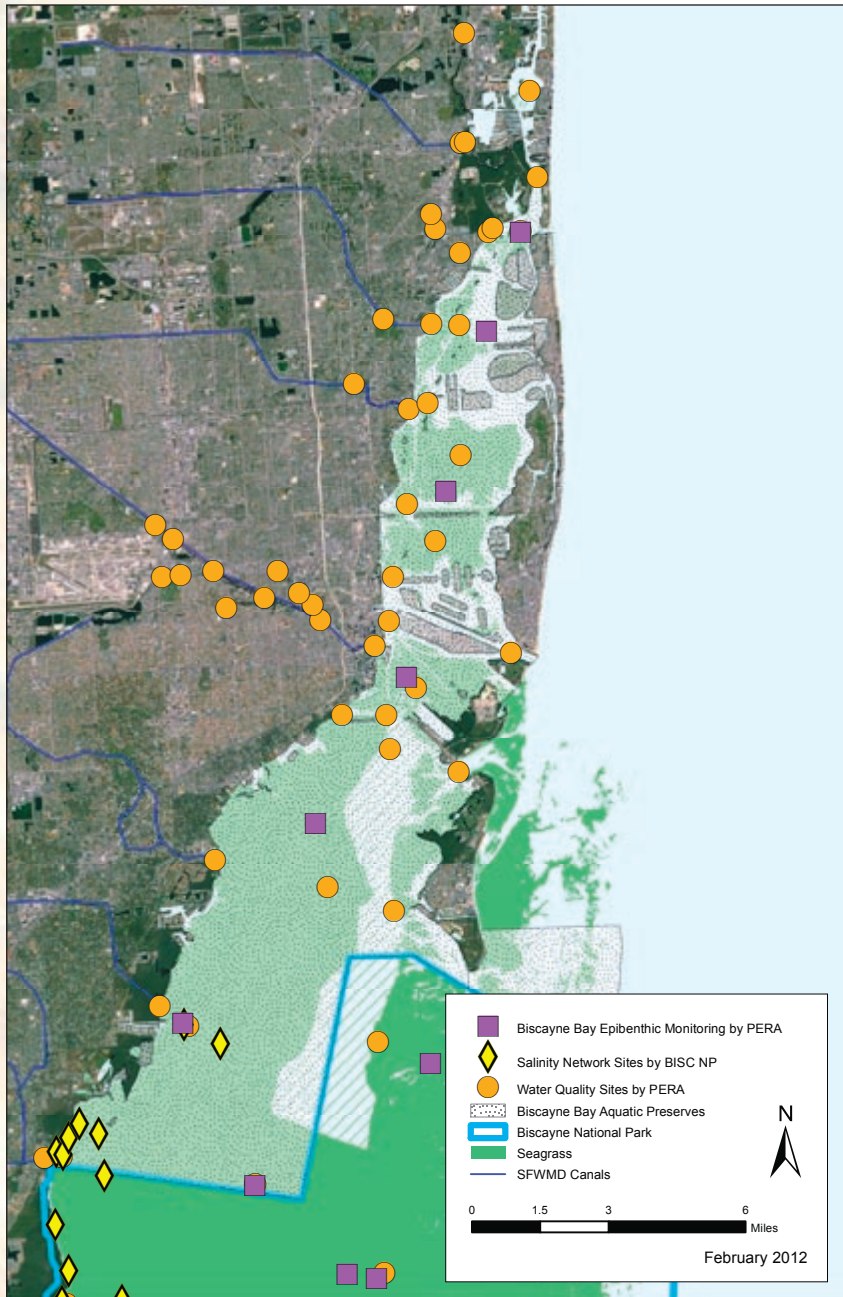 Biscayne Bay Epibenthic Monitoring by PERA
Salinity Network Sites by BISC NP
Water Quality Sites by PERA
Biscayne Bay Aquatic Preserves
Biscayne National Park
Seagrass
SFWMD Canals
N
0 1.5 3 6
Miles
February 2012